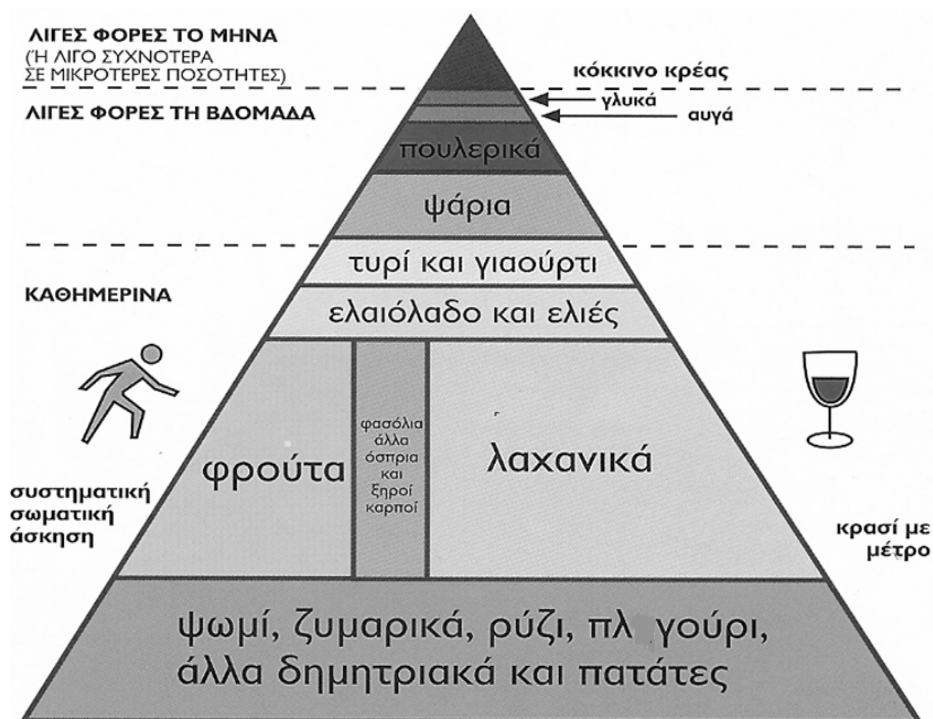 ΛΙΓΕΣ ΦΟΡΕΣ ΤΟ ΜΗΝΑ
(Ή ΛΙΓΟ ΣΥΧΝΟΤΕΡΑ
ΣΕ ΜΙΚΡΟΤΕΡΕΣ ΠΟΣΟΤΗΤΕΣ)
κόκκινο κρέας
ΛΙΓΕΣ ΦΟΡΕΣ ΤΗ ΒΔΟΜΑΔΑ
γλυκά
αυγά
πουλερικά
ψάρια
τυρί και γιαούρτι
ΚΑΘΗΜΕΡΙΝΑ
ελαιόλαδο και ελιές
φρούτα
φασόλια
άλλα
όσπρια
και
ξηροί
καρποί
λαχανικά
συστηματική
σωματική
άσκηση
κρασί με
μέτρο
ψωμί, ζυμαρικά, ρύζι,
άλλα δημητριακά και πατάτες